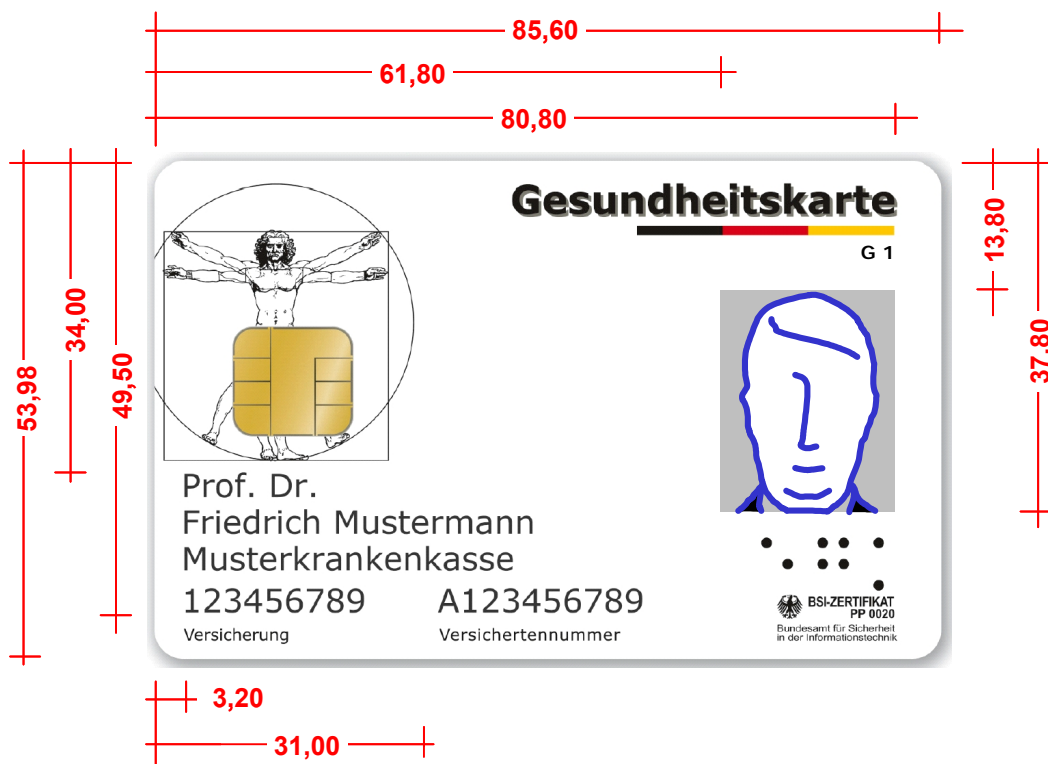 85,60
61,80
80,80
Gesundheitskarte
G 1
13,80
34,00
37,80
53,98
49,50
Prof. Dr.
Friedrich Mustermann
Musterkrankenkasse
123456789 A123456789
Versicherung Versichertennummer
BSI-ZERTIFIKAT
PP 0020
Bundesamt für Sicherheit
in der Informationstechnik
3,20
31,00